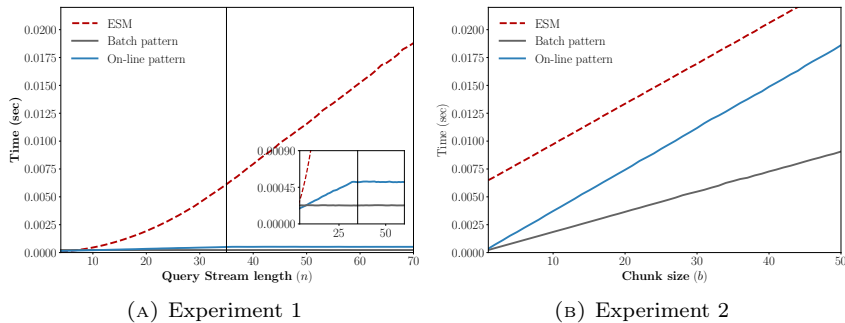 ESM
Batch pattern
On-line pattern
0.0200
0.0175
0.0150
0.0125
0.0100
0.0075
0.0050
0.0025
0.0000
Time (sec)
0.00090
0.00045
0.00000
25
50
10
20
30
40
50
60
70
Query Stream length (n)
(A) Experiment 1
ESM
Batch pattern
On-line pattern
0.0200
0.0175
0.0150
0.0125
0.0100
0.0075
0.0050
0.0025
0.0000
Time (sec)
10
20
30
40
50
Chunk size (b)
(B) Experiment 2